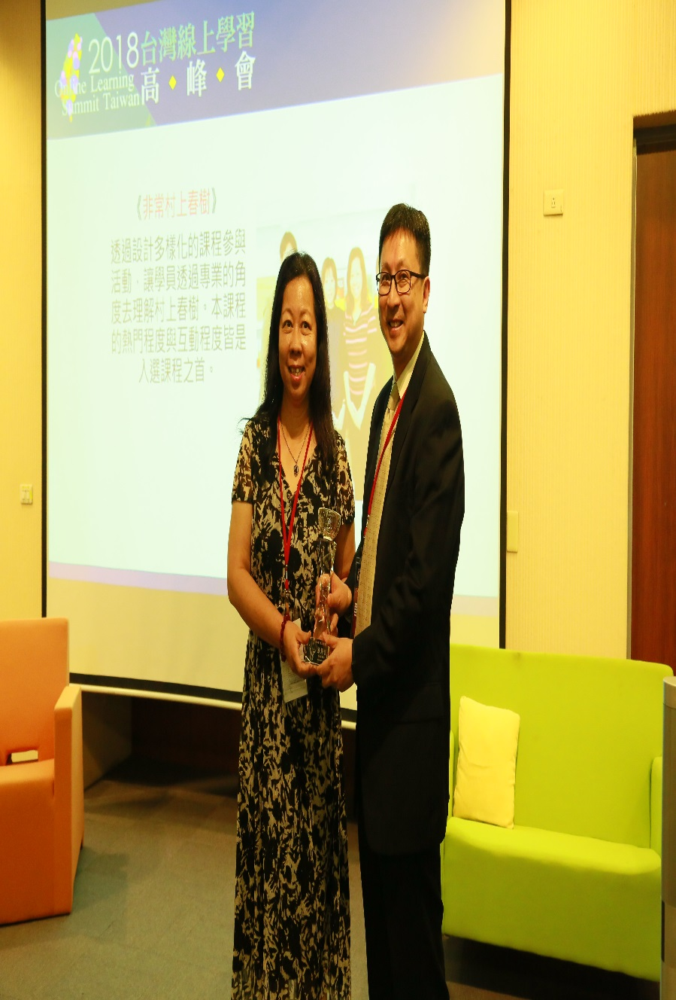 2018台灣線上學習
Online Learning
Summit Taiwan
高·峰·會
《非常村上春樹》
透過設計多樣化的課程參與
活動，讓學員透過專業的角
度去理解村上春樹。本課程
的熱門程度與互動程度皆是
入選課程之首。